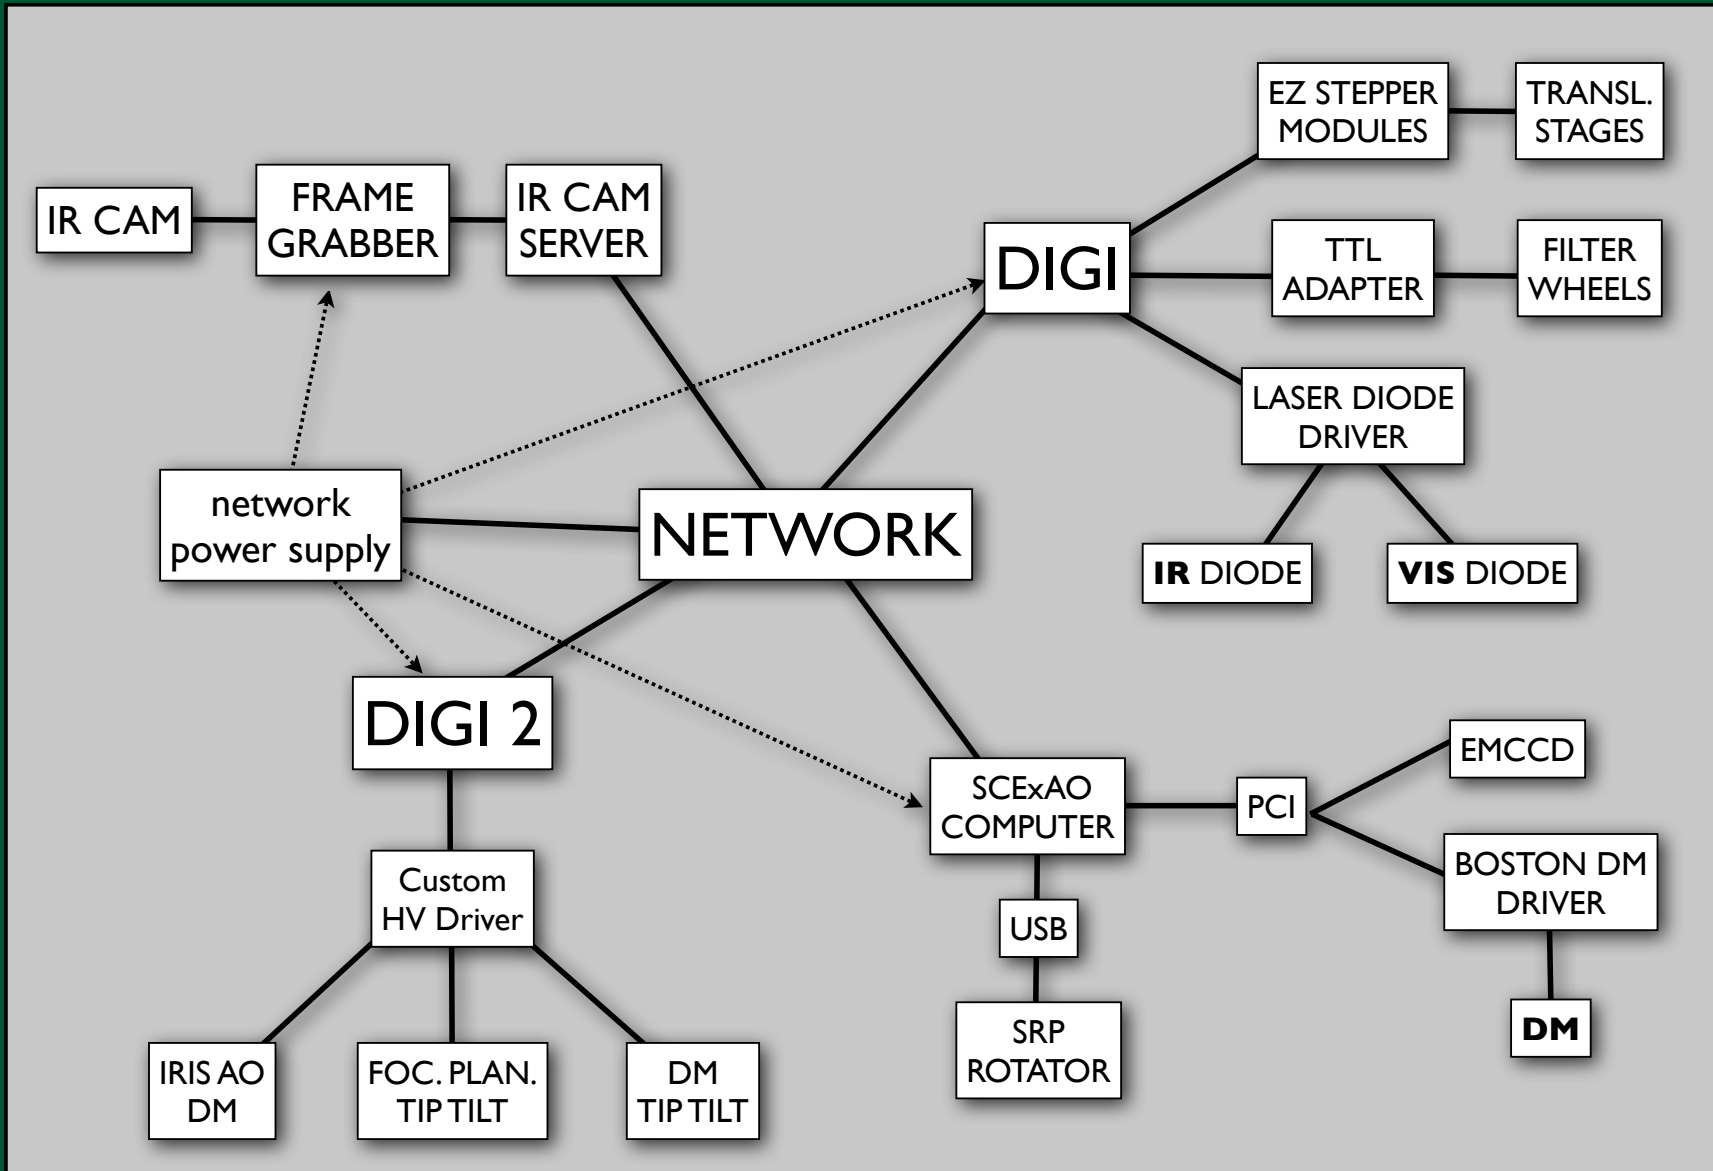 EZ STEPPER
MODULES
TRANSL.
STAGES
IR CAM
FRAME
GRABBER
IR CAM
SERVER
DIGI
TTL
ADAPTER
FILTER
WHEELS
LASER DIODE
DRIVER
network
power supply
NETWORK
IR DIODE
VIS DIODE
DIGI 2
SCExAO
COMPUTER
PCI
EMCCD
BOSTON DM
DRIVER
Custom
HV Driver
USB
DM
SRP
ROTATOR
IRIS AO
DM
FOC. PLAN.
TIP TILT
DM
TIP TILT